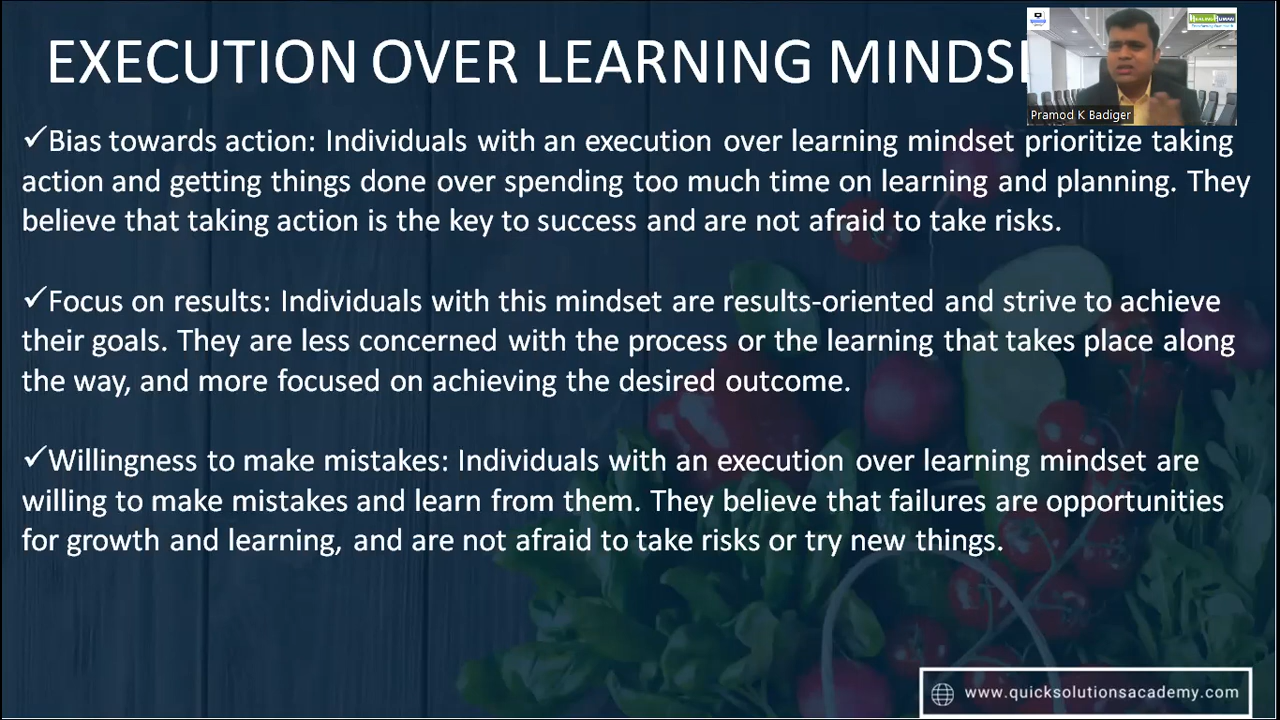 EXECUTION OVER LEARNING MINDS
Pramod K Badiger
✓Bias towards action: Individuals with an execution over learning mindset prioritize taking
action and getting things done over spending too much time on learning and planning. They
believe that taking action is the key to success and are not afraid to take risks.
✓Focus on results: Individuals with this mindset are results-oriented and strive to achieve
their goals. They are less concerned with the process or the learning that takes place along
the way, and more focused on achieving the desired outcome.
✓Willingness to make mistakes: Individuals with an execution over learning mindset are
willing to make mistakes and learn from them. They believe that failures are opportunities
for growth and learning, and are not afraid to take risks or try new things.
www.quicksolutionsacademy.com